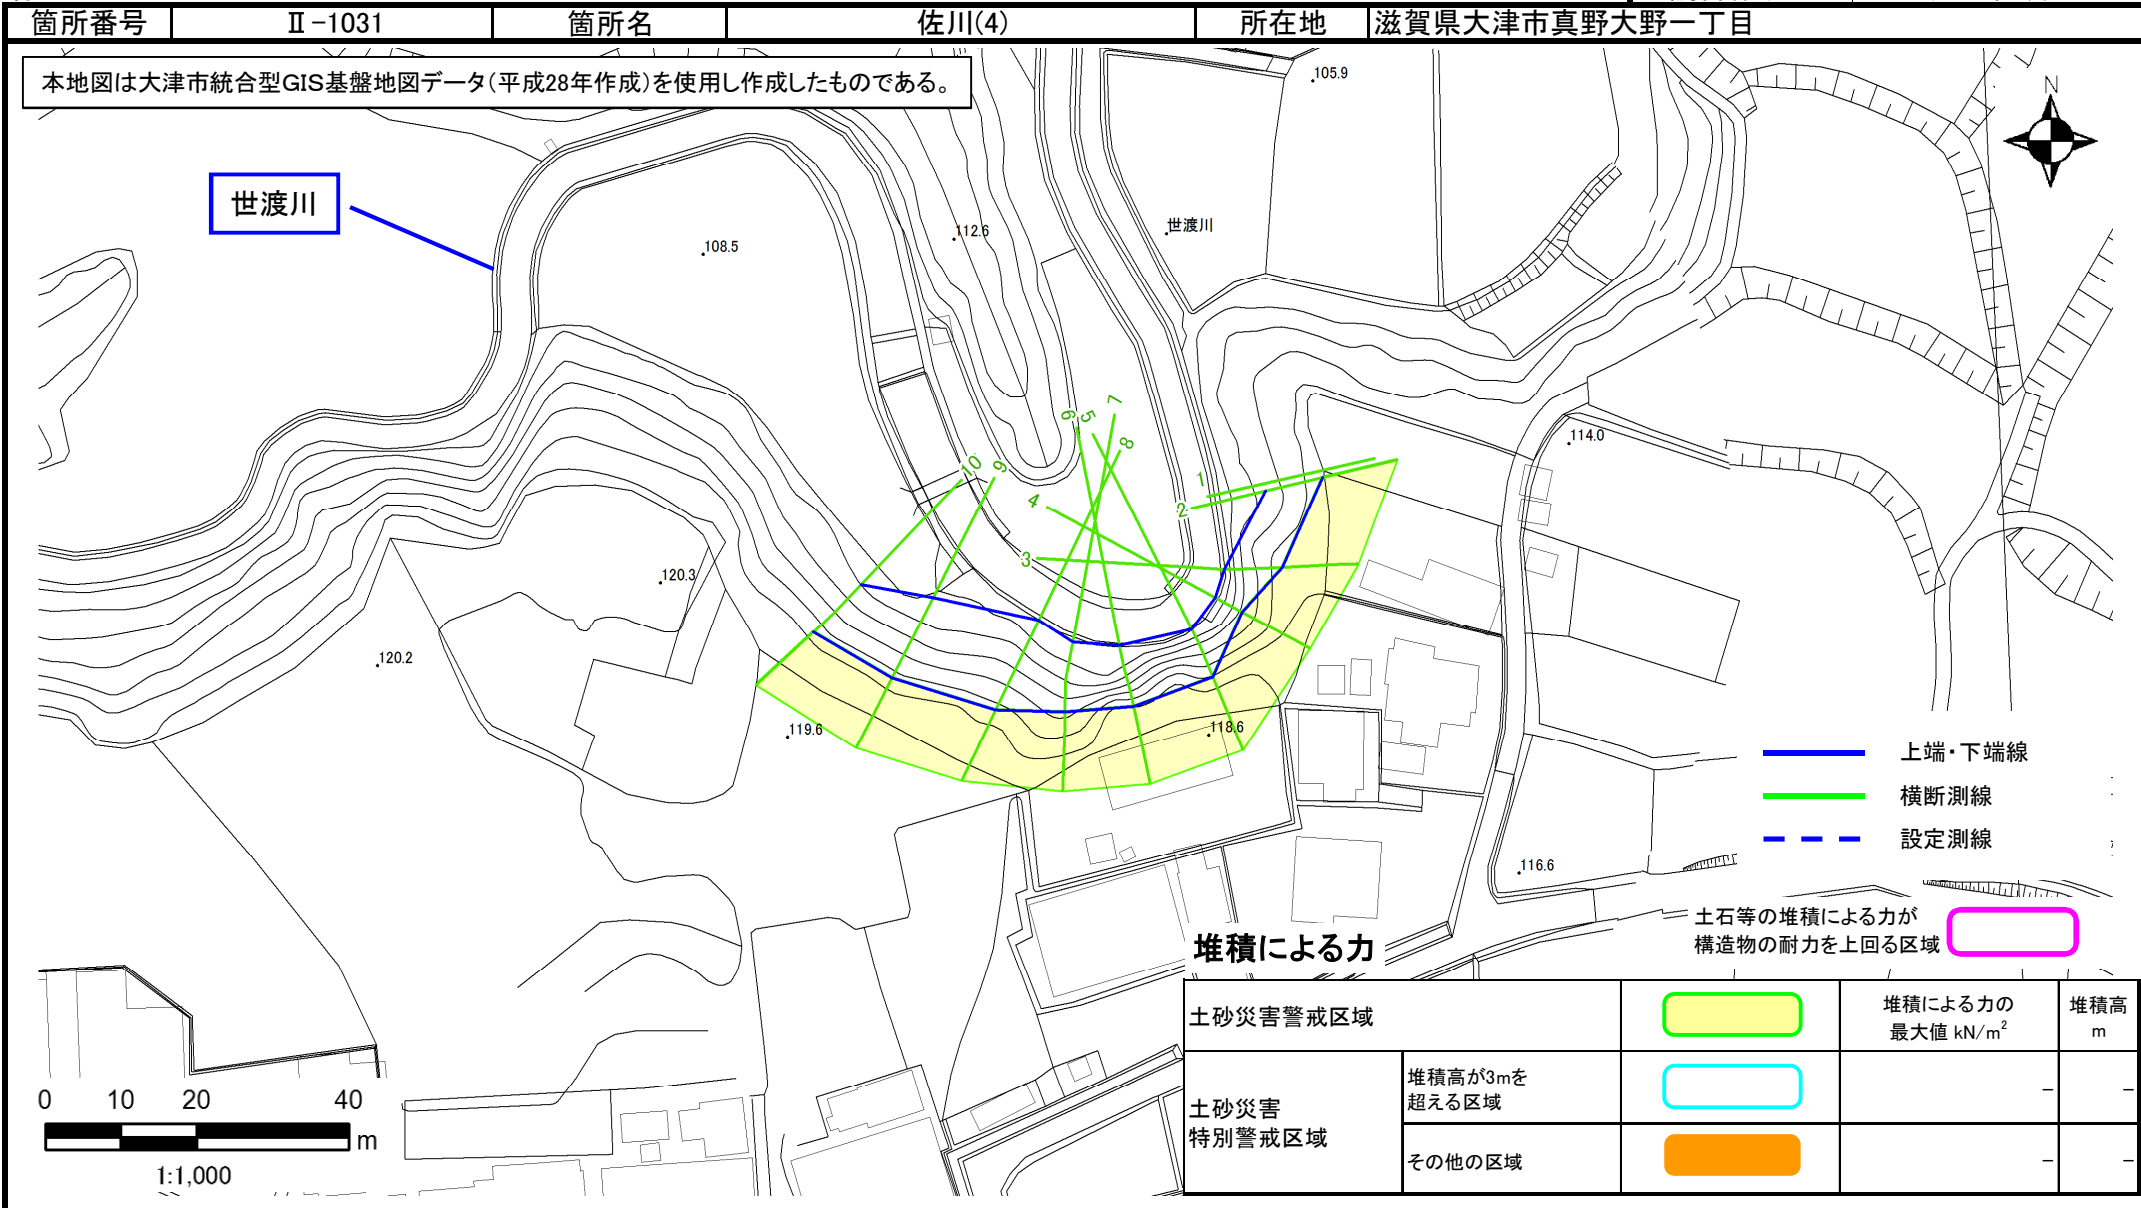 箇所番号 Ⅱ-1031 箇所名 佐川(4) 所在地 滋賀県大津市真野大野一丁目
本地図は大津市統合型GIS基盤地図データ(平成28年作成)を使用し作成したものである。
N
105.9
世渡川
108.5
112.6
世渡川
114.0
7
6
5
8
10
9
1
4
2
3
120.3
120.2
119.6
118.6
116.6
上端・下端線
横断測線
設定測線
土石等の堆積による力が
構造物の耐力を上回る区域
堆積による力
土砂災害警戒区域
堆積による力の
最大値 kN/m²
堆積高
m
土砂災害
特別警戒区域
堆積高が3mを
超える区域
- -
その他の区域
- -
0 10 20 40
m
1:1,000